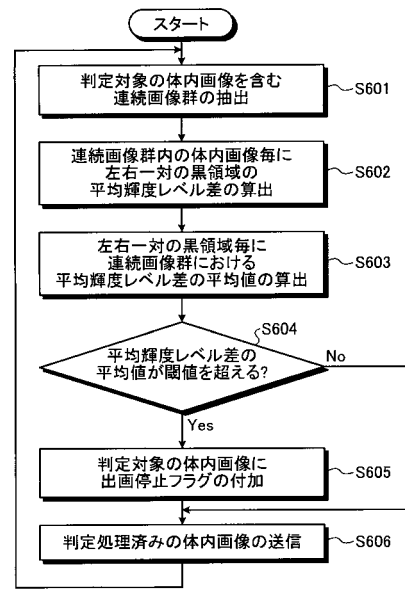 スタート
判定対象の体内画像を含む
連続画像群の抽出
S601
連続画像群内の体内画像毎に
左右一対の黒領域の
平均輝度レベル差の算出
S602
左右一対の黒領域毎に
連続画像群における
平均輝度レベル差の平均値の算出
S603
S604
平均輝度レベル差の
平均値が閾値を超える?
No
Yes
判定対象の体内画像に
出画停止フラグの付加
S605
判定処理済みの体内画像の送信
S606